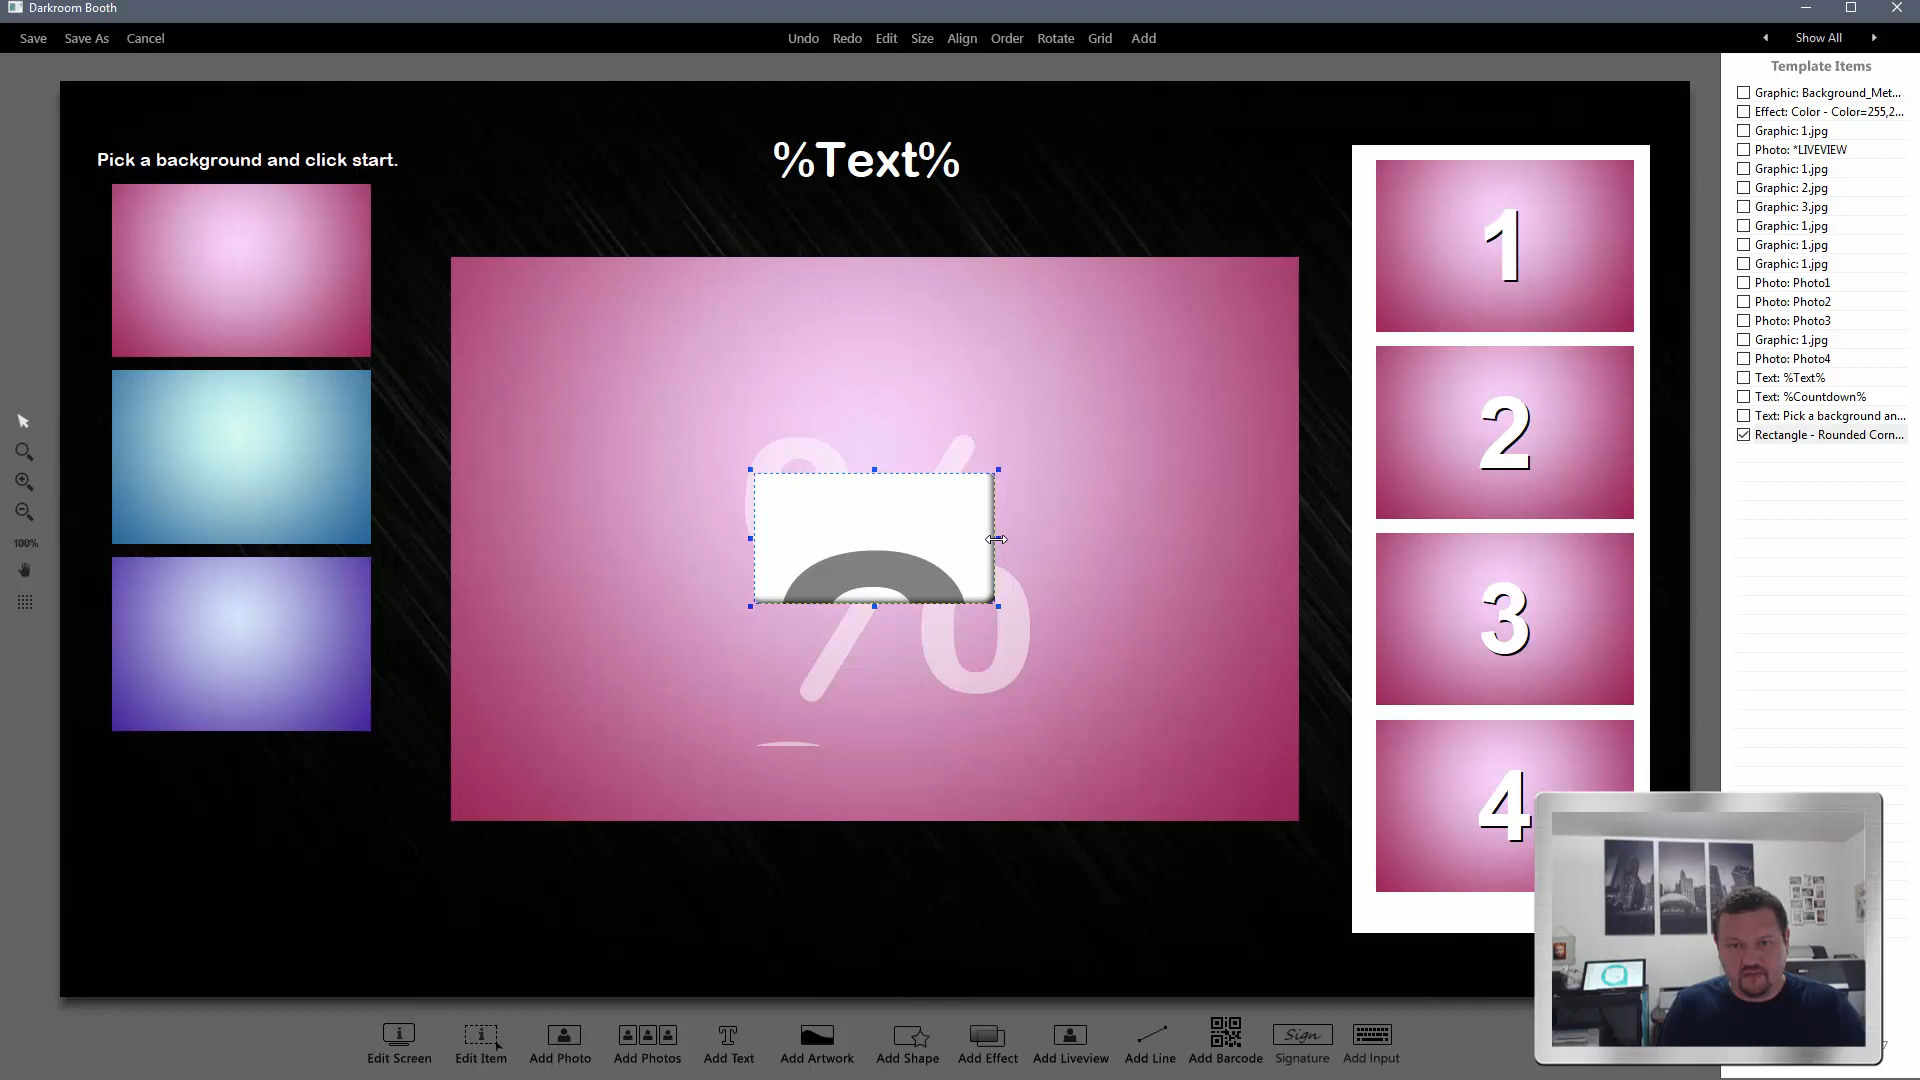 Darkroom Booth
Save Save As Cancel Undo Redo Edit Size Align Order Rotate Grid Add Show All
Template Items
Graphic: Background_Met...
Effect: Color - Color=255,2...
Graphic: 1.jpg
Photo: *LIVEVIEW
Graphic: 1.jpg
Graphic: 2.jpg
Graphic: 3.jpg
Graphic: 1.jpg
Graphic: 1.jpg
Graphic: 1.jpg
Photo: Photo1
Photo: Photo2
Photo: Photo3
Graphic: 1.jpg
Photo: Photo4
Text: %Text%
Text: %Countdown%
Text: Pick a background an...
Rectangle - Rounded Corn...
Pick a background and click start.
%Text%
%
1
2
3
4
100%
Edit Screen Edit Item Add Photo Add Photos Add Text Add Artwork Add Shape Add Effect Add Liveview Add Line Add Barcode Sign Signature Add Input